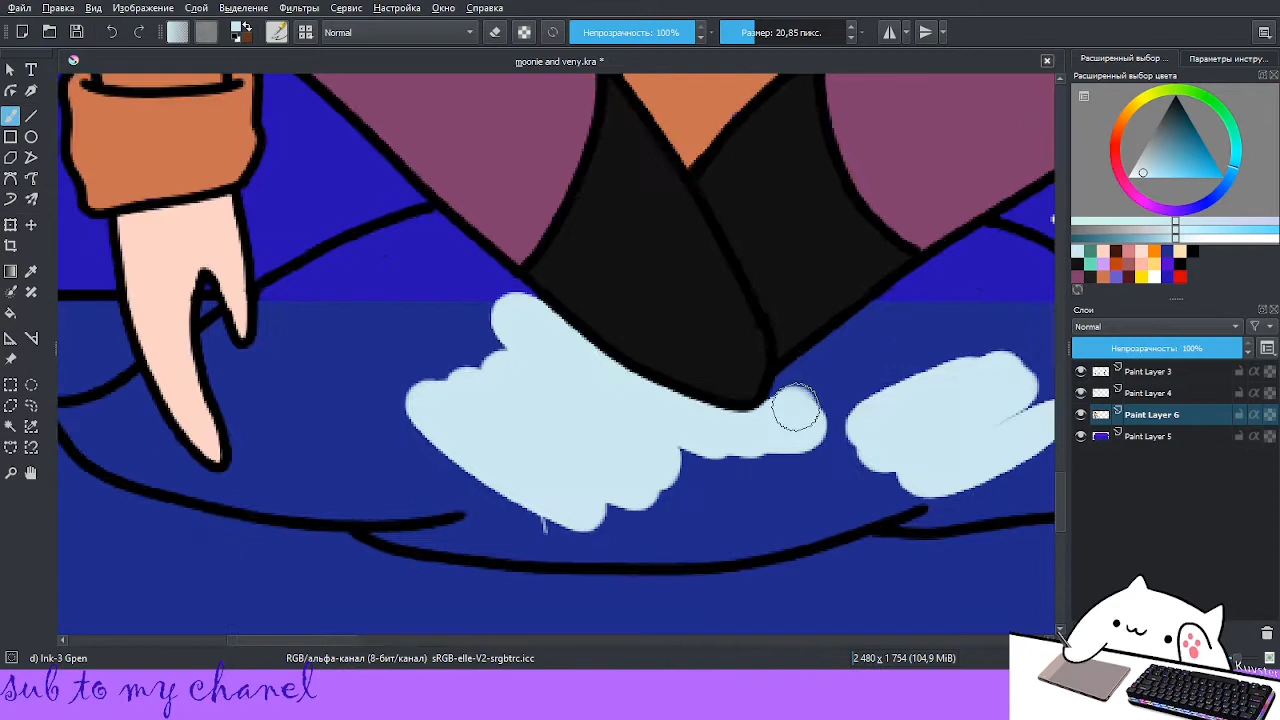 Файл Правка Вид Изображение Слой Выделение Фильтры Сервис Настройка Окно Справка
Normal Непрозрачность: 100% Размер: 20,85 пикс.
moonie and veny.kra *
Расширенный выбор ... Параметры инстру...
Расширенный выбор цвета
Слои
Normal
Непрозрачность: 100%
Paint Layer 3
Paint Layer 4
Paint Layer 6
Paint Layer 5
d) Ink-3 Gpen RGB/альфа-канал (8-бит/канал) sRGB-elle-V2-srgbtrc.icc 2 480 x 1 754 (104,9 MiB)
sub to my chanel